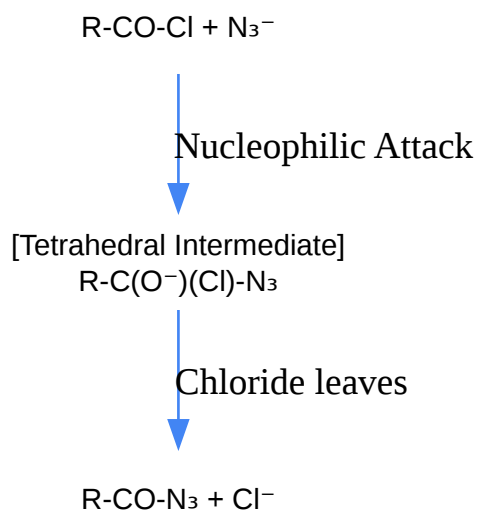 R-CO-Cl + N₃⁻
Nucleophilic Attack
[Tetrahedral Intermediate]
R-C(O⁻)(Cl)-N₃
Chloride leaves
R-CO-N₃ + Cl⁻